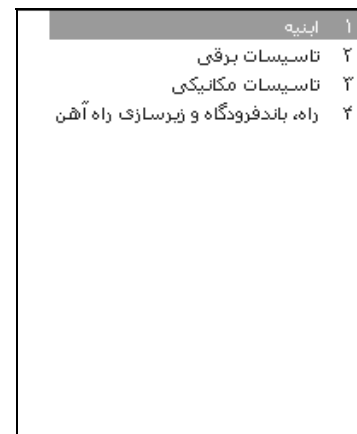 ۱ ابنیه
۲ تاسیسات برقی
۳ تاسیسات مکانیکی
۴ راه، باندفرودگاه و زیرسازی راه آهن